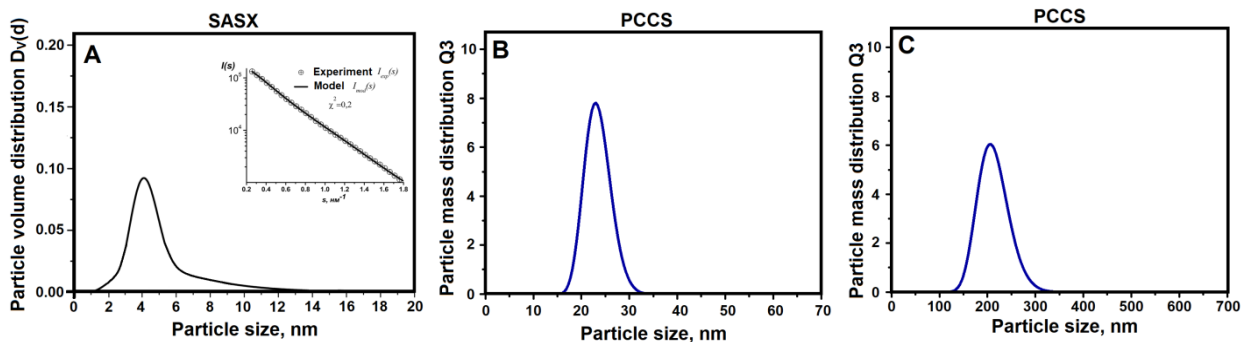 SASX
A
Particle volume distribution Dᵥ(d)
0.20
0.15
0.10
0.05
0.00
0 2 4 6 8 10 12 14 16 18 20
Particle size, nm
I(s)
10⁵
10⁴
Experiment I_exp(s)
Model I_mod(s)
χ²=0,2
0.2 0.4 0.6 0.8 1.0 1.2 1.4 1.6 1.8
s, нм⁻¹
PCCS
B
Particle mass distribution Q3
10
8
6
4
2
0
0 10 20 30 40 50 60 70
Particle size, nm
PCCS
C
Particle mass distribution Q3
10
8
6
4
2
0
0 100 200 300 400 500 600 700
Particle size, nm